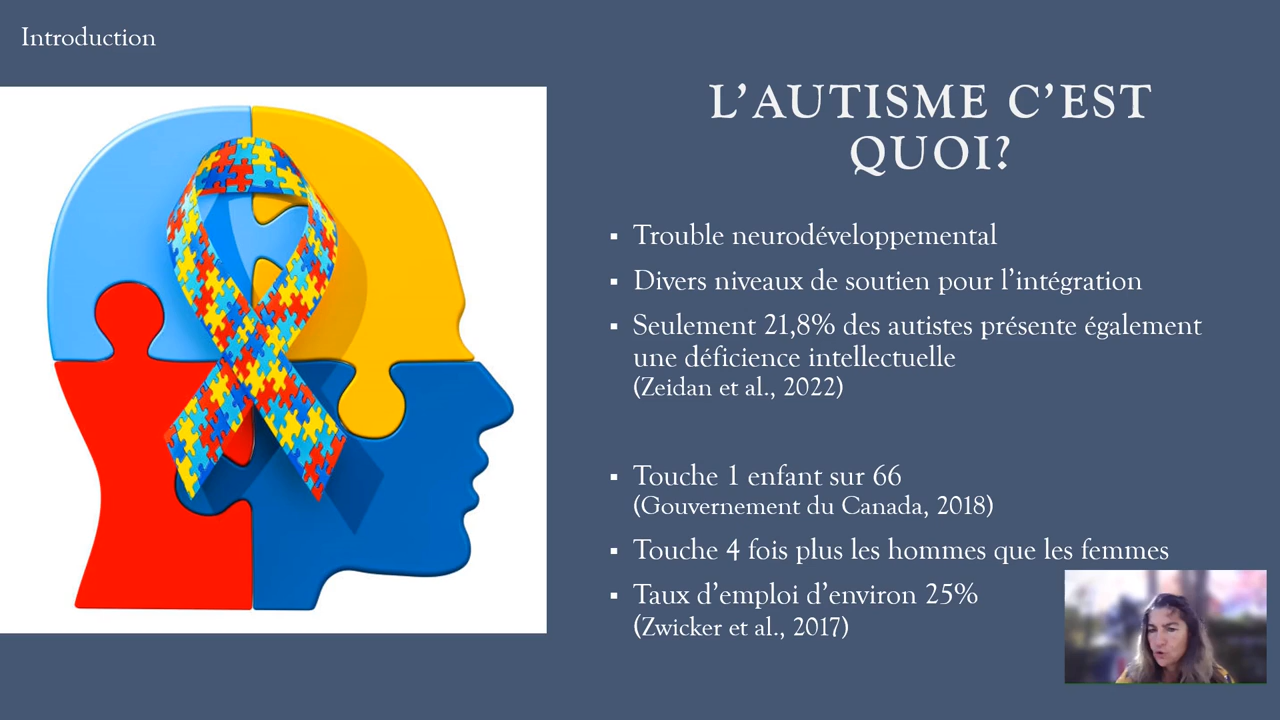 Introduction
L’AUTISME C’EST
QUOI?
▪ Trouble neurodéveloppemental
▪ Divers niveaux de soutien pour l’intégration
▪ Seulement 21,8% des autistes présente également
une déficience intellectuelle
(Zeidan et al., 2022)
▪ Touche 1 enfant sur 66
(Gouvernement du Canada, 2018)
▪ Touche 4 fois plus les hommes que les femmes
▪ Taux d’emploi d’environ 25%
(Zwicker et al., 2017)